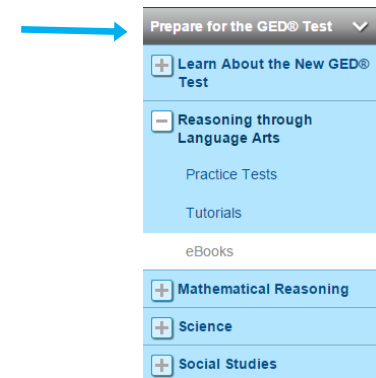 Prepare for the GED® Test
Learn About the New GED®
Test
Reasoning through
Language Arts
Practice Tests
Tutorials
eBooks
Mathematical Reasoning
Science
Social Studies